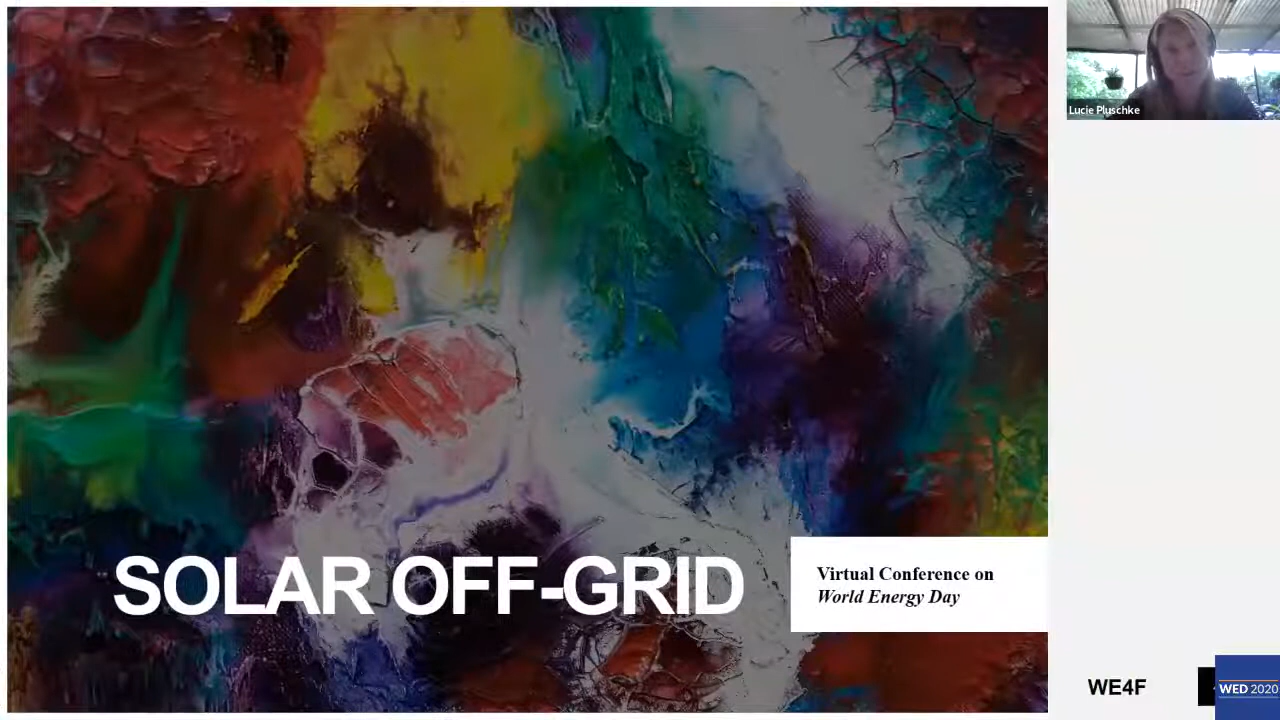 Lucie Pluschke
SOLAR OFF-GRID
Virtual Conference on
World Energy Day
WE4F
WED 2020